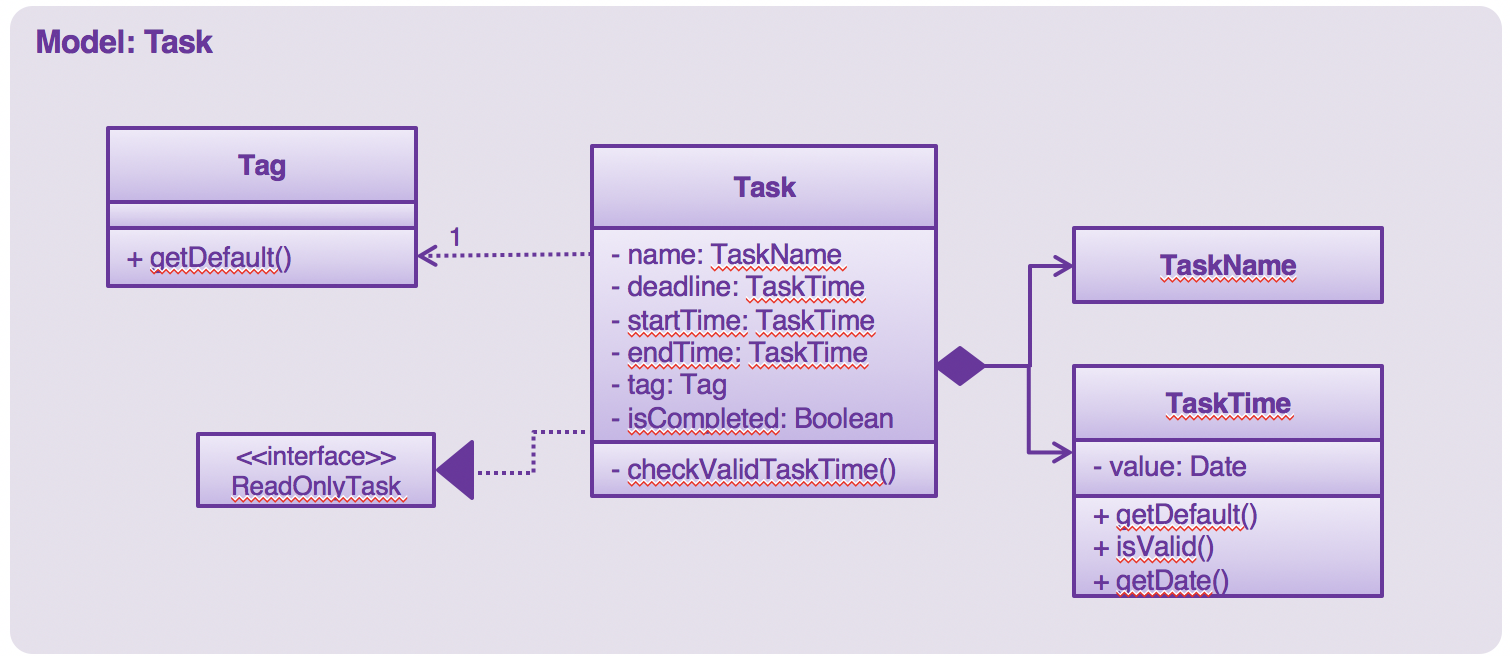 Model: Task
Tag
+ getDefault()
1
Task
- name: TaskName
- deadline: TaskTime
- startTime: TaskTime
- endTime: TaskTime
- tag: Tag
- isCompleted: Boolean
- checkValidTaskTime()
<<interface>>
ReadOnlyTask
TaskName
TaskTime
- value: Date
+ getDefault()
+ isValid()
+ getDate()